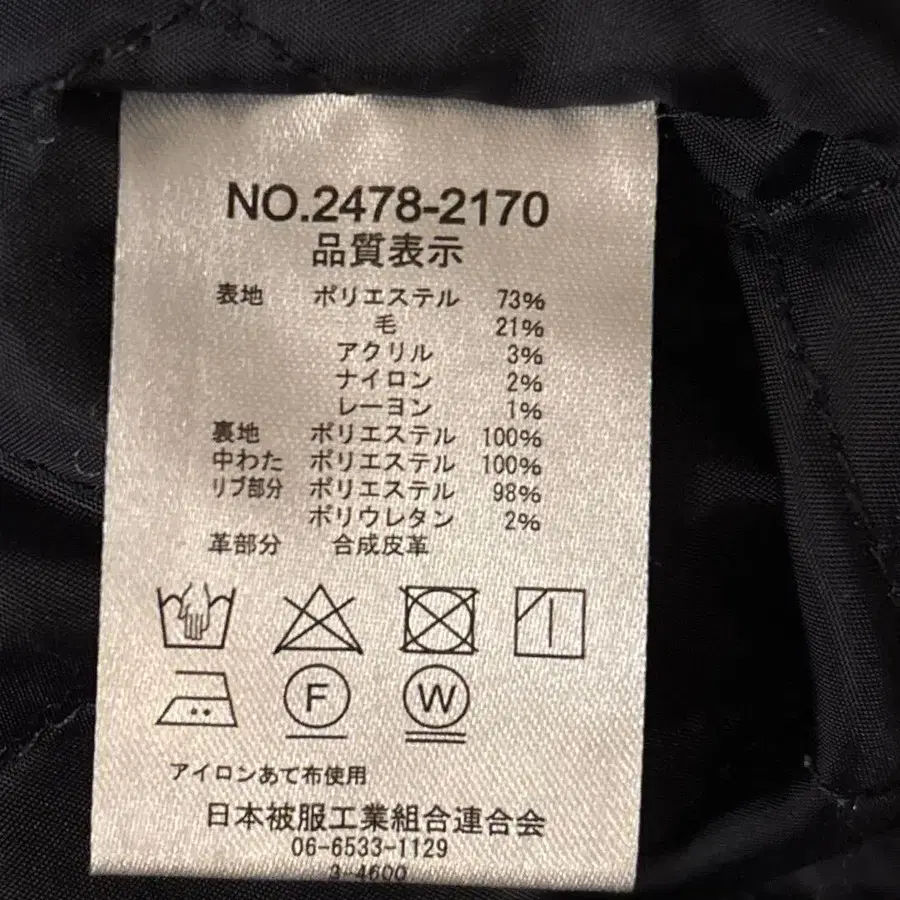 NO.2478-2170
品質表示
表地 ポリエステル 73%
毛 21%
アクリル 3%
ナイロン 2%
レーヨン 1%
裏地 ポリエステル 100%
中わた ポリエステル 100%
リブ部分 ポリエステル 98%
ポリウレタン 2%
革部分 合成皮革
F W
アイロンあて布使用
日本被服工業組合連合会
06-6533-1129
3-4600